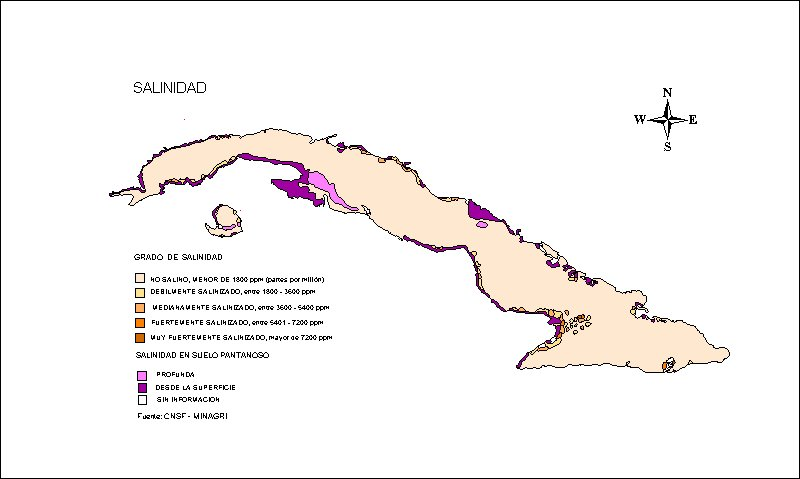 SALINIDAD
N
W E
S
GRADO DE SALINIDAD
NO SALINO, MENOR DE 1800 ppm (partes por millón)
DEBILMENTE SALINIZADO, entre 1800 - 3600 ppm
MEDIANAMENTE SALINIZADO, entre 3600 - 5400 ppm
FUERTEMENTE SALINIZADO, entre 5401 - 7200 ppm
MUY FUERTEMENTE SALINIZADO, mayor de 7200 ppm
SALINIDAD EN SUELO PANTANOSO
PROFUNDA
DESDE LA SUPERFICIE
SIN INFORMACION
Fuente: CNSF - MINAGRI